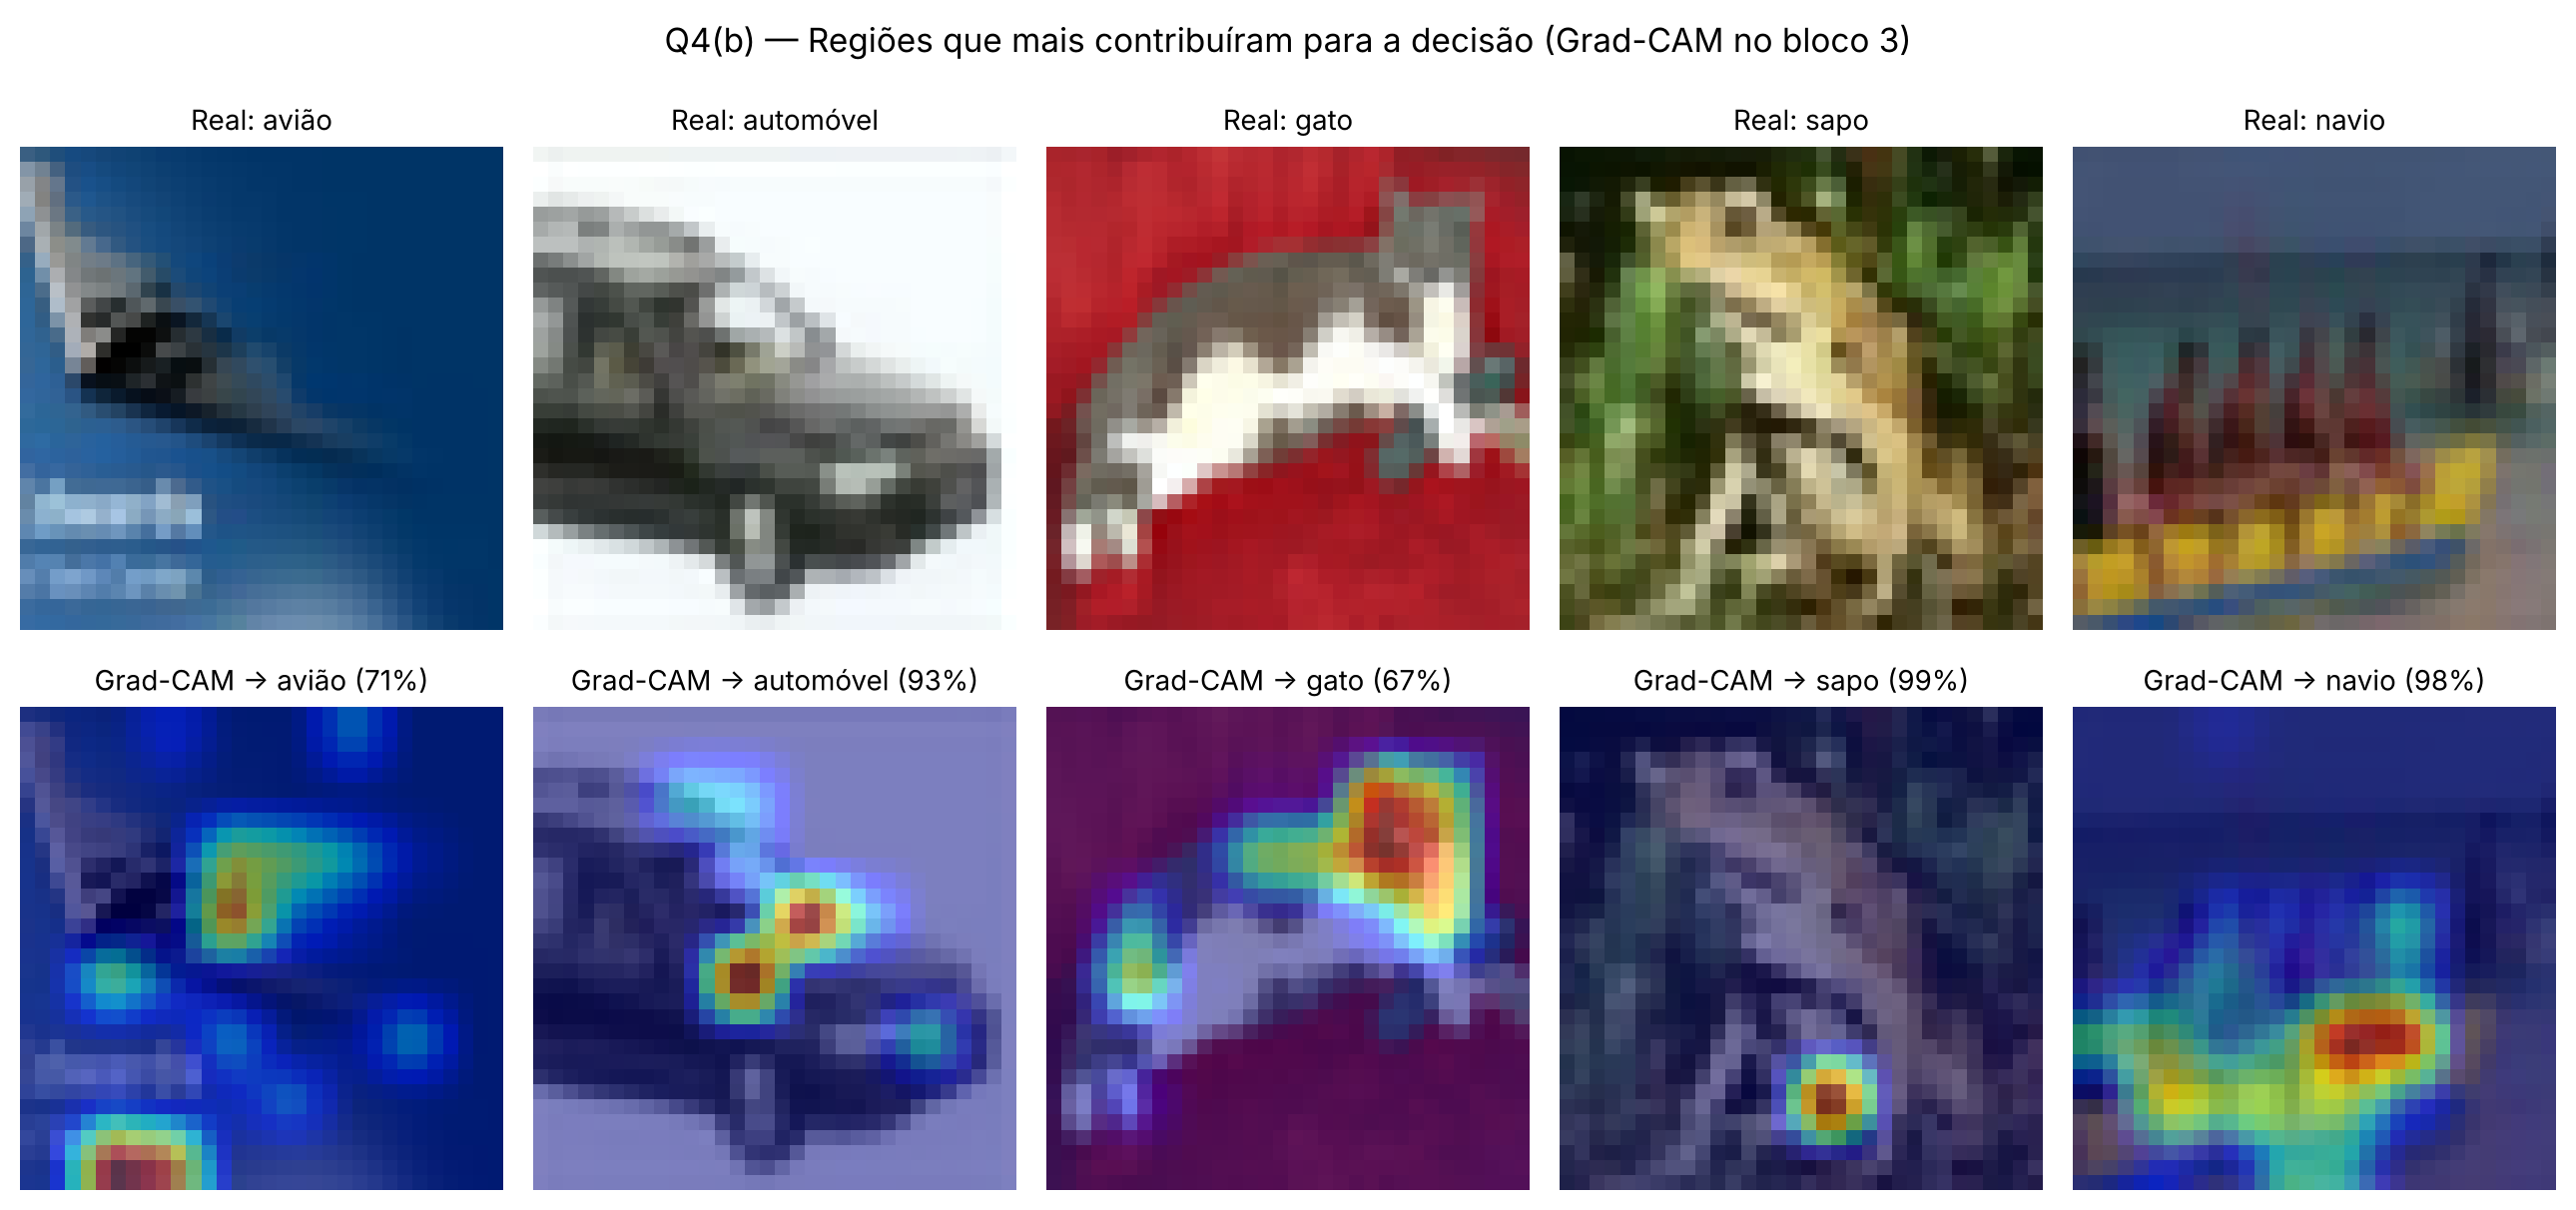 Q4(b) — Regiões que mais contribuíram para a decisão (Grad-CAM no bloco 3)
Real: avião
Real: automóvel
Real: gato
Real: sapo
Real: navio
Grad-CAM → avião (71%)
Grad-CAM → automóvel (93%)
Grad-CAM → gato (67%)
Grad-CAM → sapo (99%)
Grad-CAM → navio (98%)